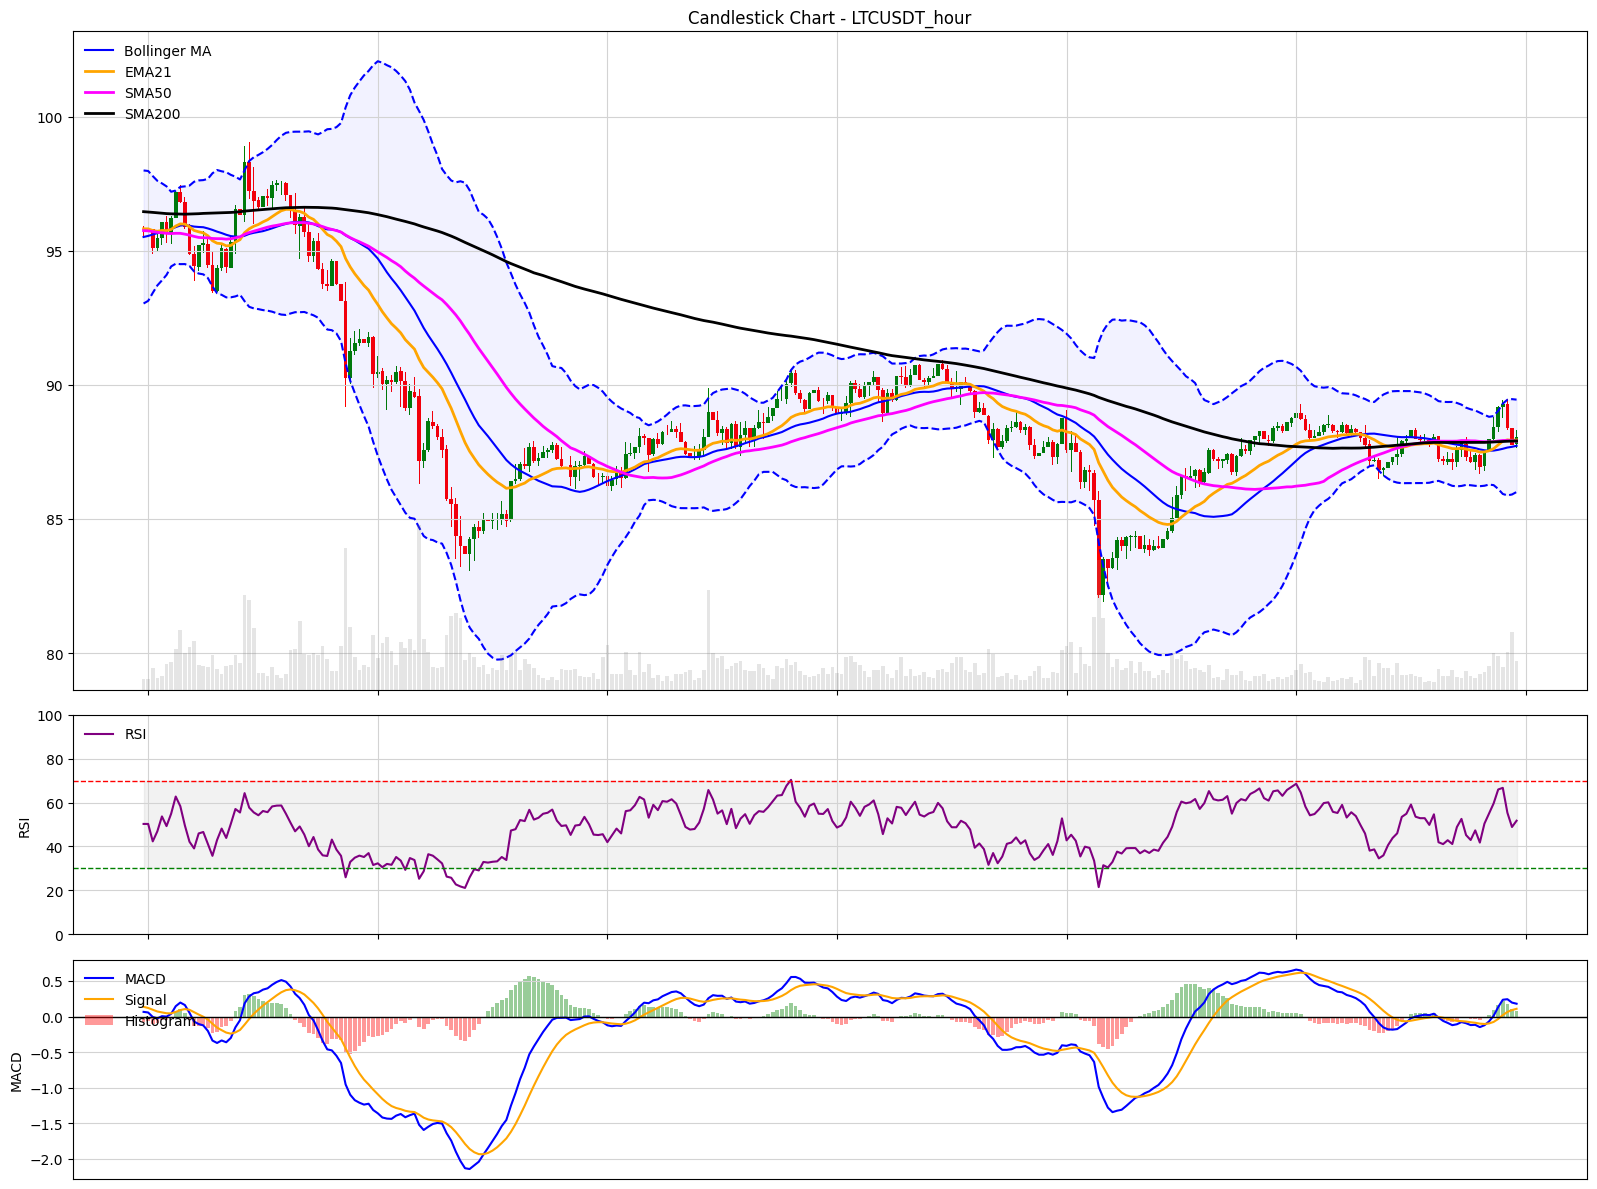 Candlestick Chart - LTCUSDT_hour
Bollinger MA
EMA21
SMA50
SMA200
100
95
90
85
80
100
80
60
40
20
0
RSI
RSI
0.5
0.0
−0.5
−1.0
−1.5
−2.0
MACD
MACD
Signal
Histogram